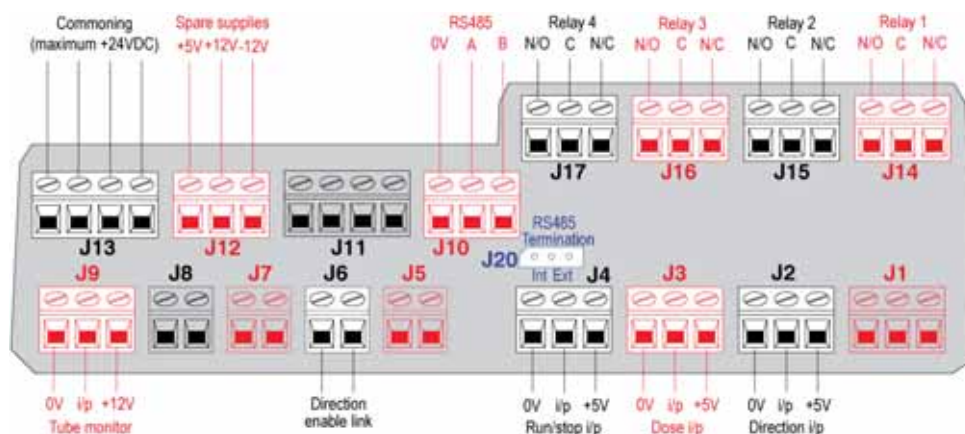 Commoning
(maximum +24VDC)
Spare supplies
+5V +12V -12V
RS485
0V A B
Relay 4
N/O C N/C
Relay 3
N/O C N/C
Relay 2
N/O C N/C
Relay 1
N/O C N/C
J17
J16
J15
J14
J13
J12
J11
J10
RS485
Termination
J20
Int Ext
J9
J8
J7
J6
J5
J4
J3
J2
J1
0V i/p +12V
Tube monitor
Direction
enable link
0V i/p +5V
Run/stop i/p
0V i/p +5V
Dose i/p
0V i/p +5V
Direction i/p